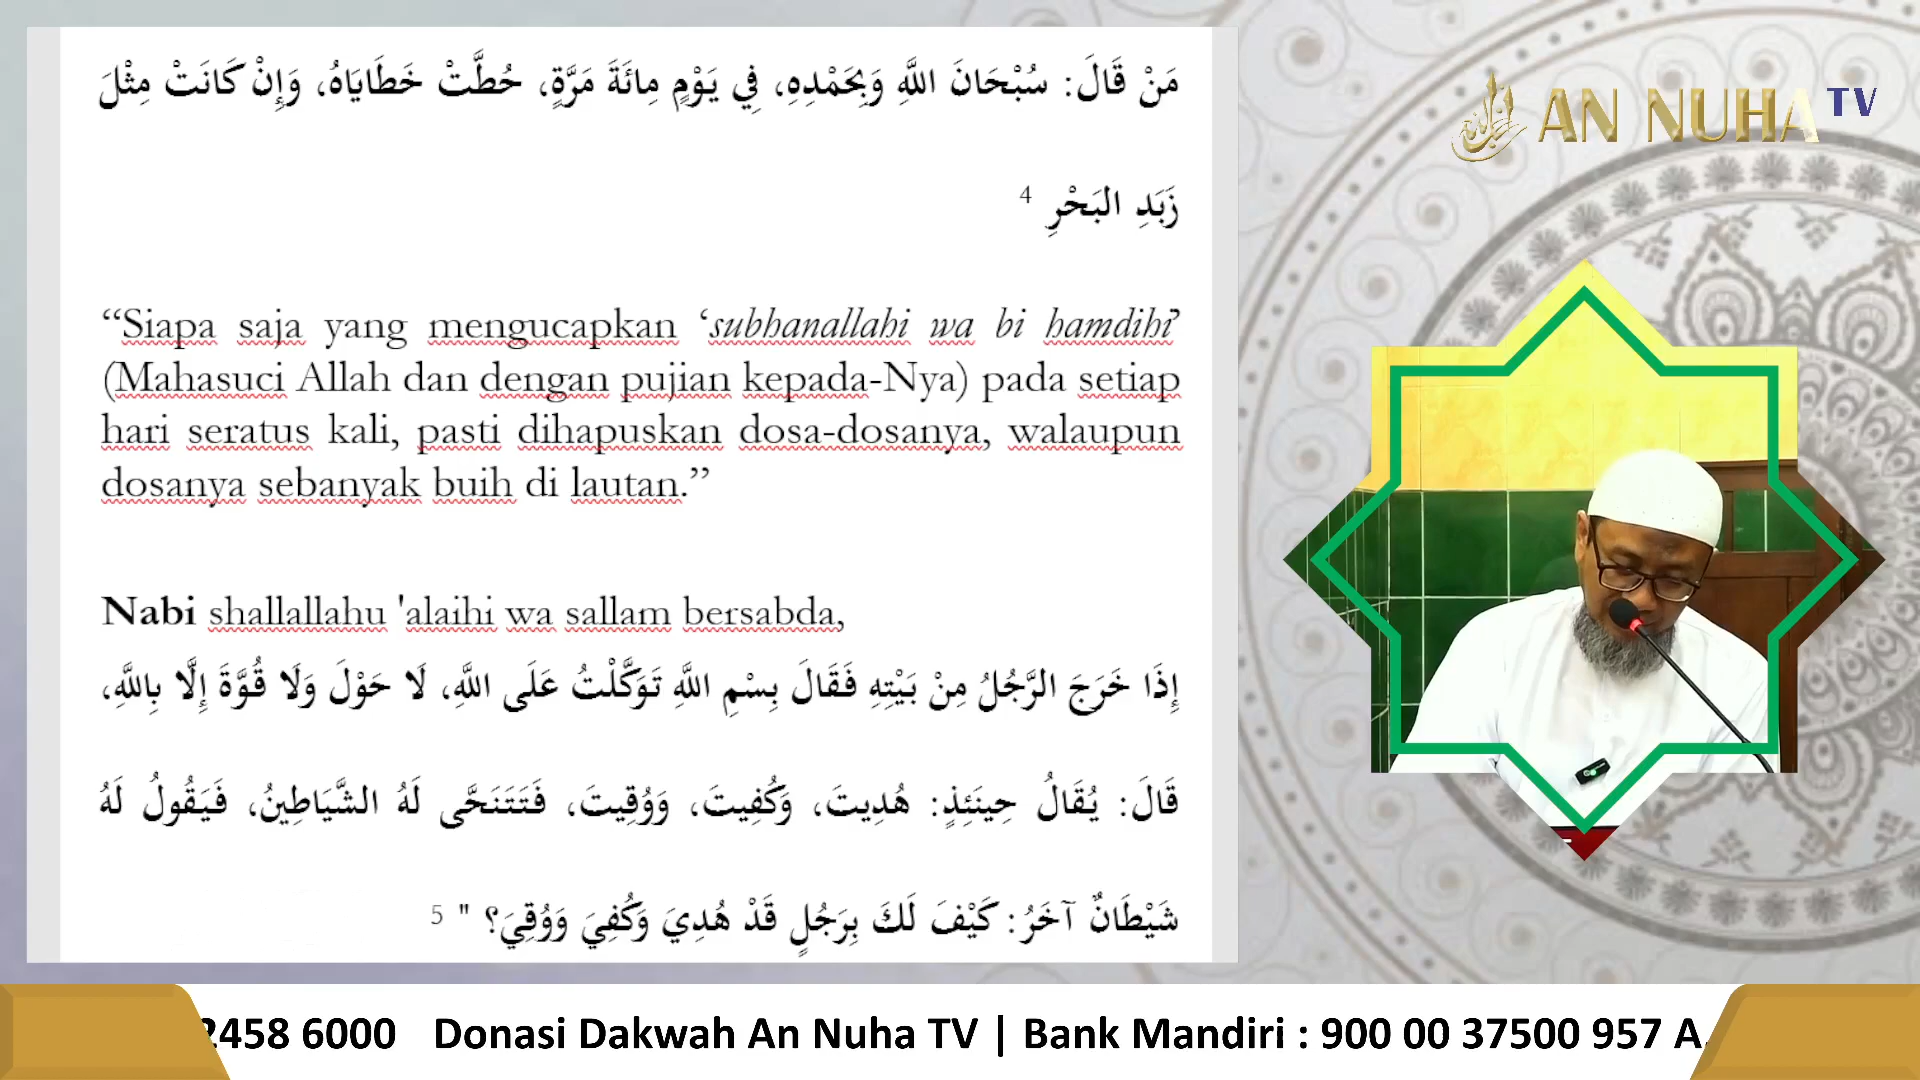 مَنْ قَالَ: سُبْحَانَ اللَّهِ وَبِحَمْدِهِ، فِي يَوْمٍ مِائَةَ مَرَّةٍ، حُطَّتْ خَطَايَاهُ، وَإِنْ كَانَتْ مِثْلَ
زَبَدِ البَحْرِ 4
“Siapa saja yang mengucapkan ‘subhanallahi wa bi hamdihi’
(Mahasuci Allah dan dengan pujian kepada-Nya) pada setiap
hari seratus kali, pasti dihapuskan dosa-dosanya, walaupun
dosanya sebanyak buih di lautan.”
Nabi shallallahu 'alaihi wa sallam bersabda,
إِذَا خَرَجَ الرَّجُلُ مِنْ بَيْتِهِ فَقَالَ بِسْمِ اللَّهِ تَوَكَّلْتُ عَلَى اللَّهِ، لَا حَوْلَ وَلَا قُوَّةَ إِلَّا بِاللَّهِ،
قَالَ: يُقَالُ حِينَئِذٍ: هُدِيتَ، وَكُفِيتَ، وَوُقِيتَ، فَتَتَنَحَّى لَهُ الشَّيَاطِينُ، فَيَقُولُ لَهُ
شَيْطَانٌ آخَرُ: كَيْفَ لَكَ بِرَجُلٍ قَدْ هُدِيَ وَكُفِيَ وَوُقِيَ؟ " 5
AN NUHA TV
2458 6000 Donasi Dakwah An Nuha TV | Bank Mandiri : 900 00 37500 957 A.